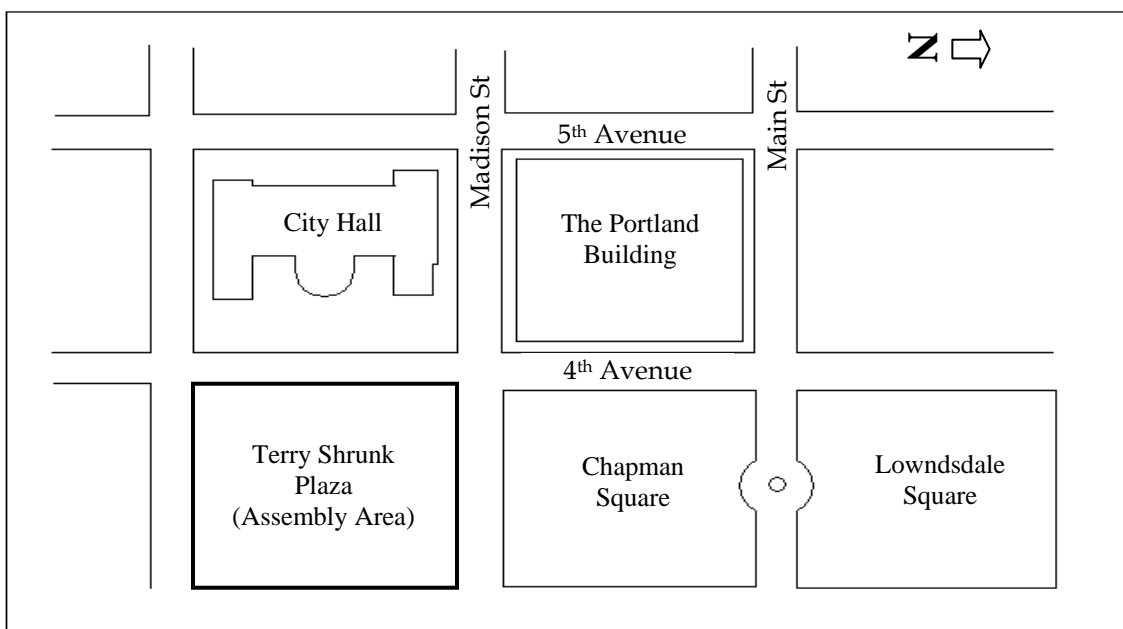 N
5th Avenue
Madison St
Main St
City Hall
The Portland
Building
4th Avenue
Terry Shrunk
Plaza
(Assembly Area)
Chapman
Square
Lowndsdale
Square